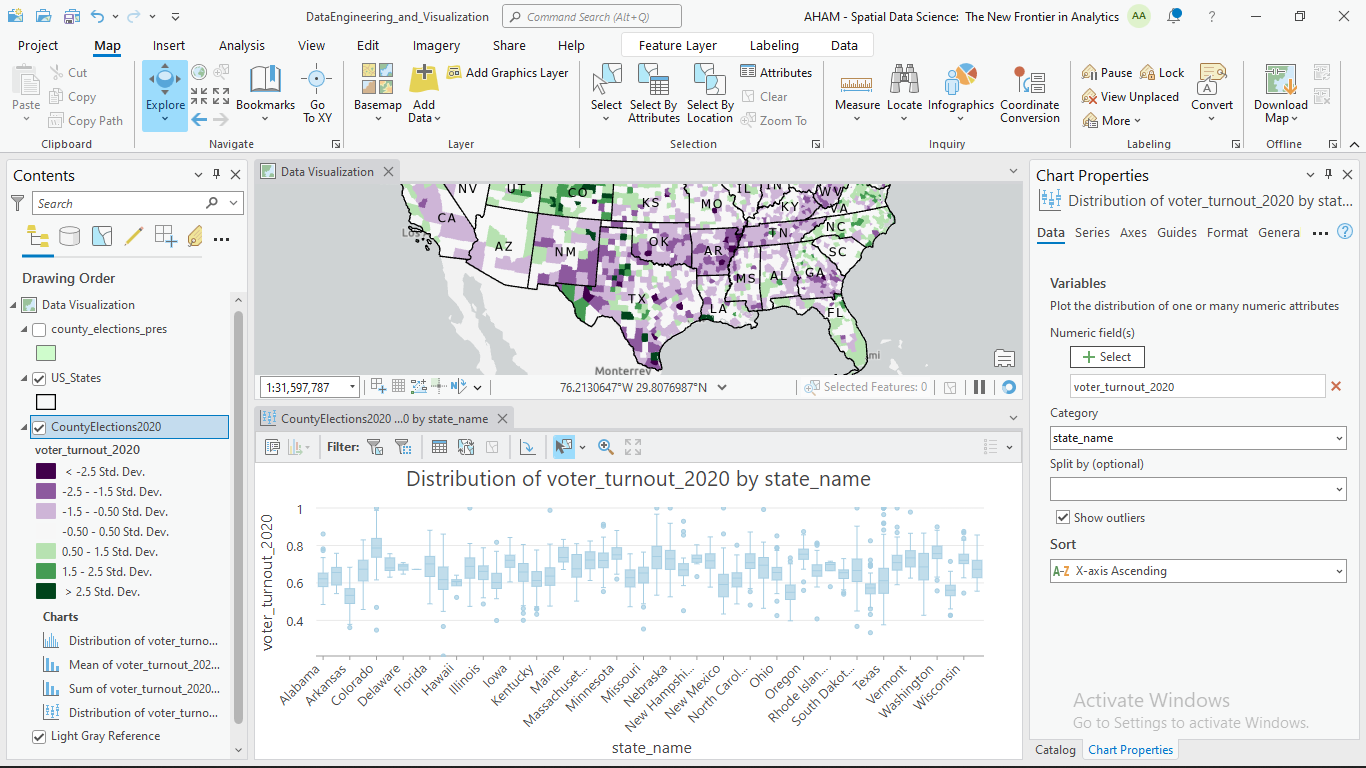 DataEngineering_and_Visualization
Command Search (Alt+Q)
AHAM - Spatial Data Science: The New Frontier in Analytics
AA
Project Map Insert Analysis View Edit Imagery Share Help Feature Layer Labeling Data
Paste
Cut
Copy
Copy Path
Clipboard
Explore
Bookmarks
Go
To XY
Navigate
Basemap
Add
Data
Add Graphics Layer
Layer
Select
Select By
Attributes
Select By
Location
Attributes
Clear
Zoom To
Selection
Measure
Locate
Infographics
Coordinate
Conversion
Inquiry
Pause
Lock
View Unplaced
More
Convert
Labeling
Download
Map
Offline
Contents
Search
Drawing Order
Data Visualization
county_elections_pres
US_States
CountyElections2020
voter_turnout_2020
< -2.5 Std. Dev.
-2.5 - -1.5 Std. Dev.
-1.5 - -0.50 Std. Dev.
-0.50 - 0.50 Std. Dev.
0.50 - 1.5 Std. Dev.
1.5 - 2.5 Std. Dev.
> 2.5 Std. Dev.
Charts
Distribution of voter_turno...
Mean of voter_turnout_202...
Sum of voter_turnout_2020...
Distribution of voter_turno...
Light Gray Reference
Data Visualization
NV UT CO KS MO IL IN WV
CA KY VA
Los
AZ NM OK AR TN NC
SC
MS AL GA
TX LA
FL
mi
Monterrey
1:31,597,787
76.2130647°W 29.8076987°N
Selected Features: 0
CountyElections2020 ...0 by state_name
Filter:
Distribution of voter_turnout_2020 by state_name
voter_turnout_2020
1
0.8
0.6
0.4
Alabama
Arkansas
Colorado
Delaware
Florida
Hawaii
Illinois
Iowa
Kentucky
Maine
Massachuset...
Minnesota
Missouri
Nebraska
New Hampshi...
New Mexico
North Carol...
Ohio
Oregon
Rhode Islan...
South Dakot...
Texas
Vermont
Washington
Wisconsin
state_name
Chart Properties
Distribution of voter_turnout_2020 by stat...
Data Series Axes Guides Format Genera ...
Variables
Plot the distribution of one or many numeric attributes
Numeric field(s)
Select
voter_turnout_2020
Category
state_name
Split by (optional)
Show outliers
Sort
A-Z X-axis Ascending
Activate Windows
Go to Settings to activate Windows.
Catalog Chart Properties